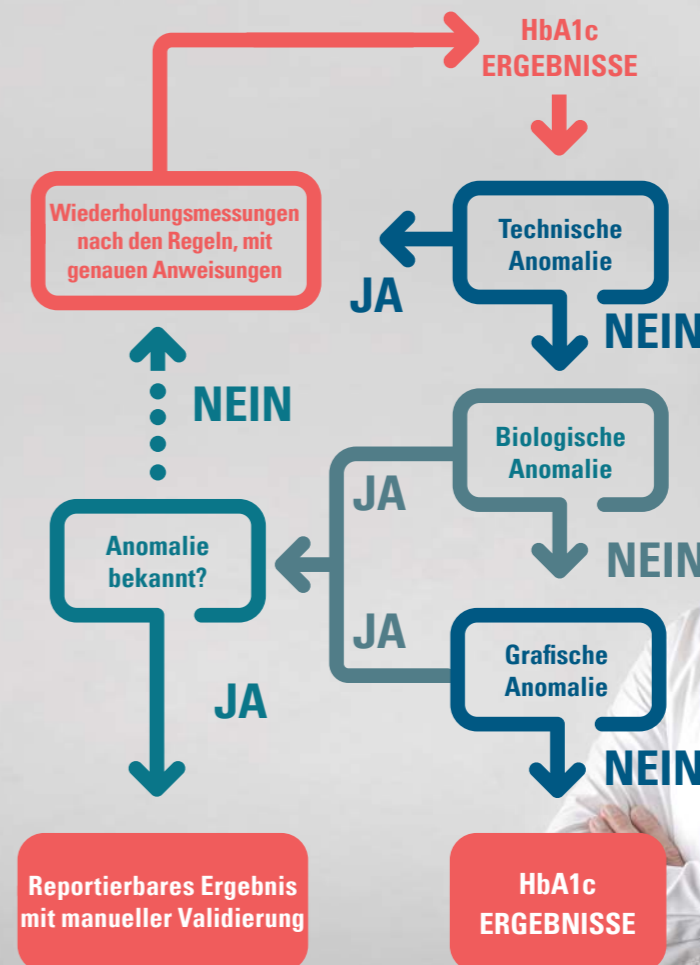 HbA1c
ERGEBNISSE
Wiederholungsmessungen
nach den Regeln, mit
genauen Anweisungen
Technische
Anomalie
JA
NEIN
NEIN
Biologische
Anomalie
JA
NEIN
Anomalie
bekannt?
JA
Grafische
Anomalie
JA
NEIN
Reportierbares Ergebnis
mit manueller Validierung
HbA1c
ERGEBNISSE